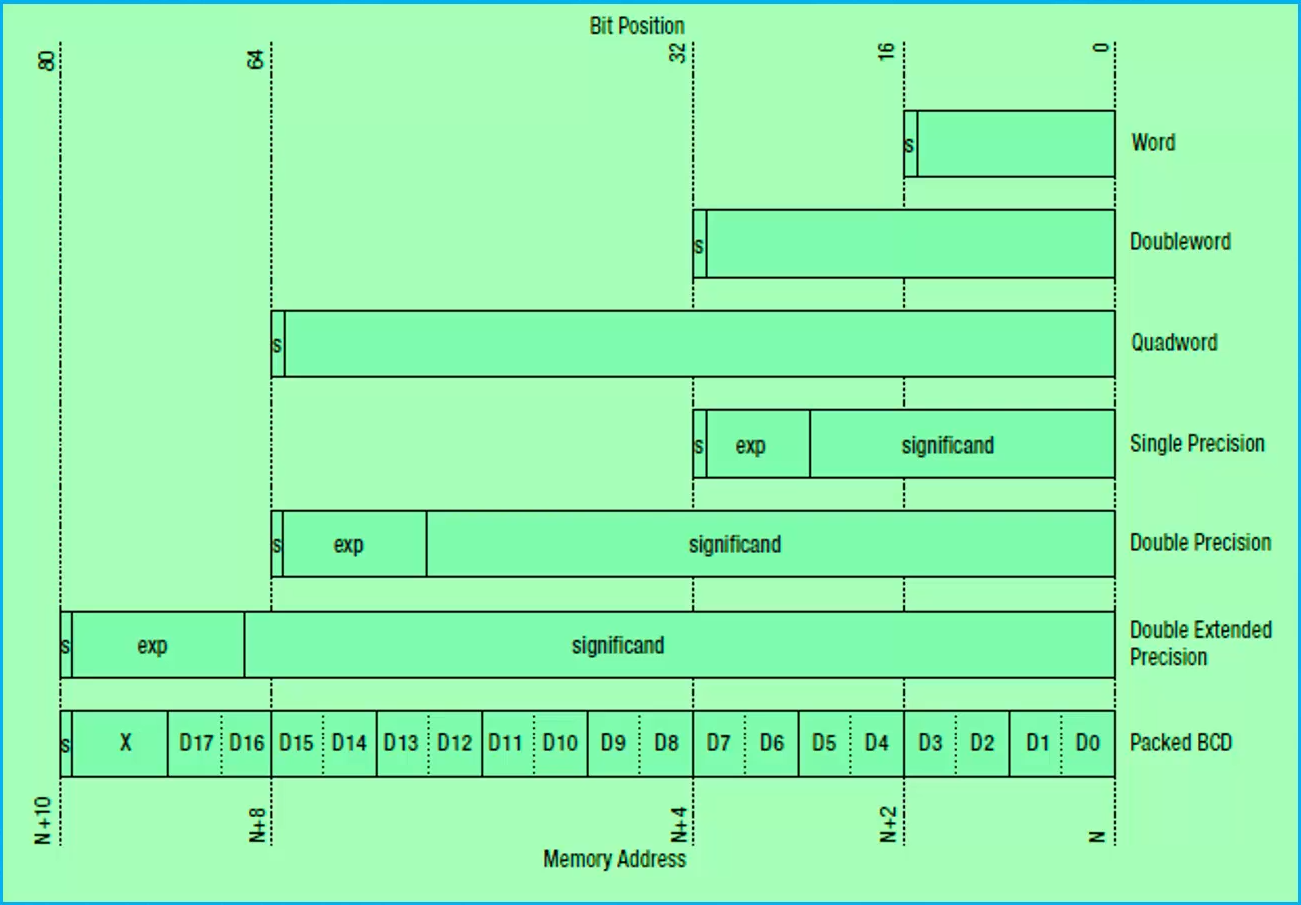 Bit Position
80
64
32
16
0
s
Word
s
Doubleword
s
Quadword
s exp significand
Single Precision
s exp significand
Double Precision
s exp significand
Double Extended
Precision
s X D17 D16 D15 D14 D13 D12 D11 D10 D9 D8 D7 D6 D5 D4 D3 D2 D1 D0
Packed BCD
N+10
N+8
N+4
N+2
N
Memory Address